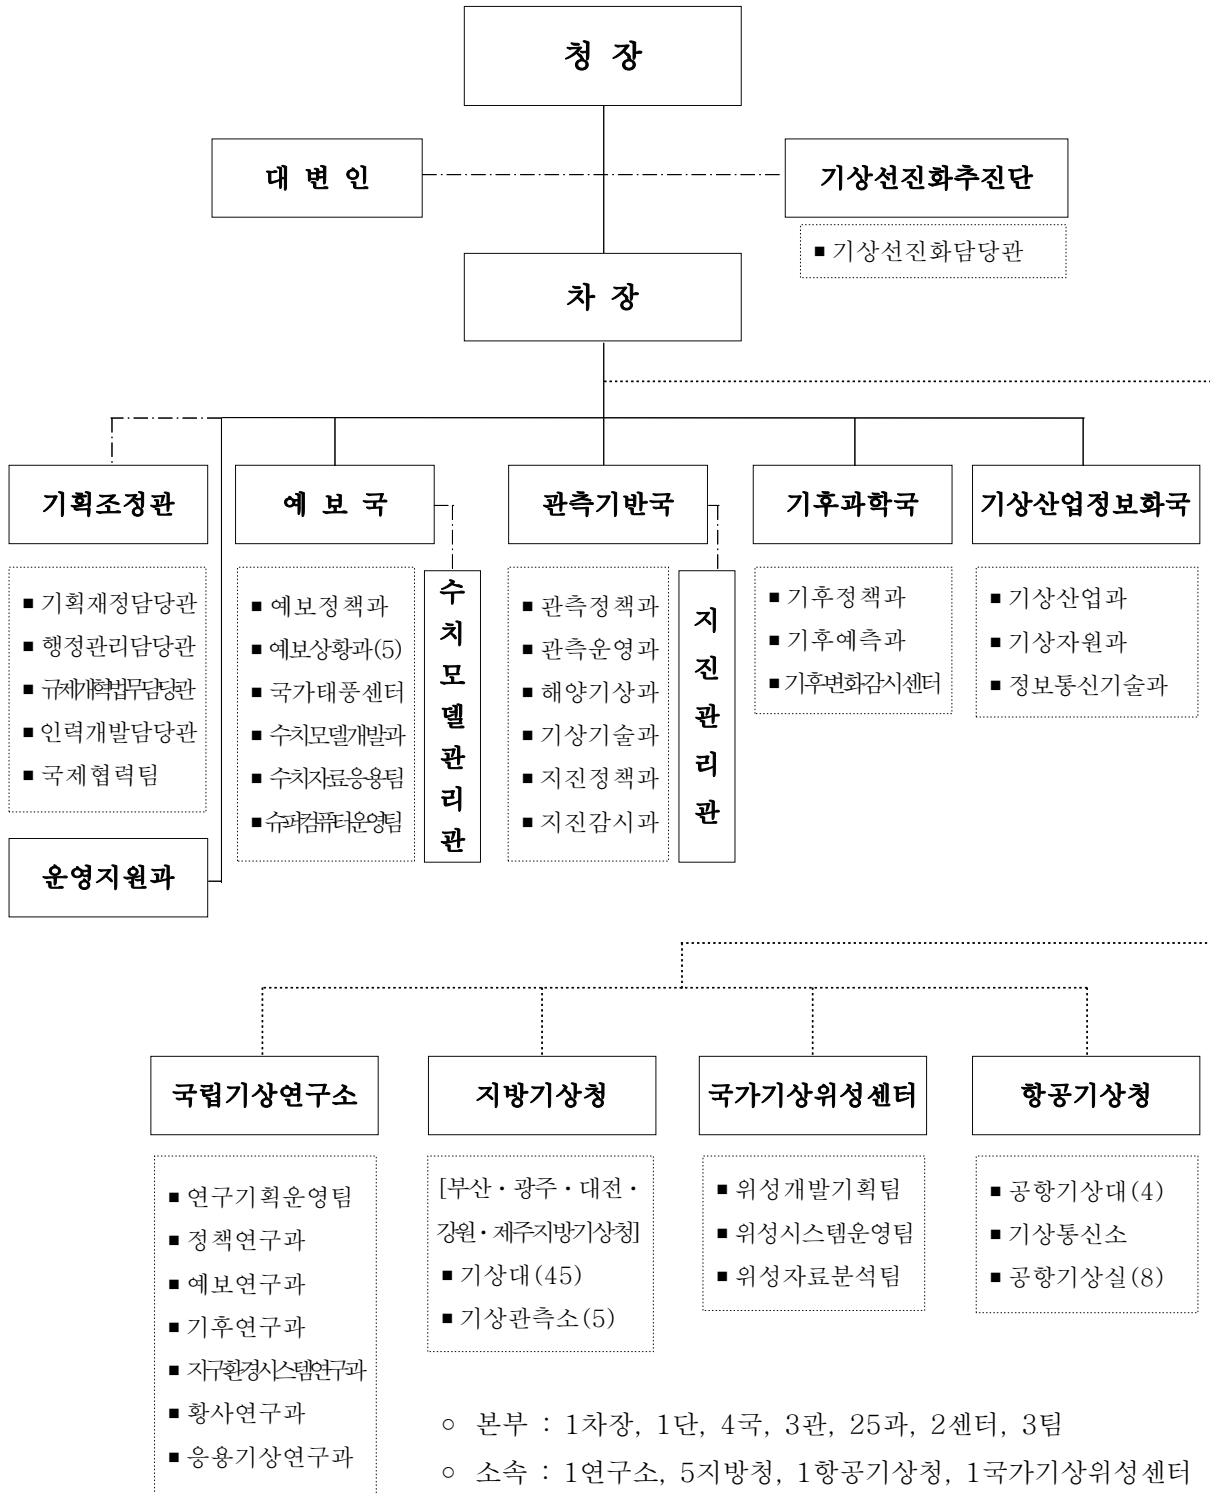 청 장
대 변 인
기상선진화추진단
■ 기상선진화담당관
차 장
기획조정관
예 보 국
관측기반국
기후과학국
기상산업정보화국
■ 기획재정담당관
■ 행정관리담당관
■ 규제개혁법무담당관
■ 인력개발담당관
■ 국제협력팀
■ 예보정책과
■ 예보상황과(5)
■ 국가태풍센터
■ 수치모델개발과
■ 수치자료응용팀
■ 슈퍼컴퓨터운영팀
수치모델관리관
■ 관측정책과
■ 관측운영과
■ 해양기상과
■ 기상기술과
■ 지진정책과
■ 지진감시과
지진관리관
■ 기후정책과
■ 기후예측과
■ 기후변화감시센터
■ 기상산업과
■ 기상자원과
■ 정보통신기술과
운영지원과
국립기상연구소
지방기상청
국가기상위성센터
항공기상청
■ 연구기획운영팀
■ 정책연구과
■ 예보연구과
■ 기후연구과
■ 지구환경시스템연구과
■ 황사연구과
■ 응용기상연구과
[부산・광주・대전・
강원・제주지방기상청]
■ 기상대(45)
■ 기상관측소(5)
■ 위성개발기획팀
■ 위성시스템운영팀
■ 위성자료분석팀
■ 공항기상대(4)
■ 기상통신소
■ 공항기상실(8)
○ 본부 : 1차장, 1단, 4국, 3관, 25과, 2센터, 3팀
○ 소속 : 1연구소, 5지방청, 1항공기상청, 1국가기상위성센터